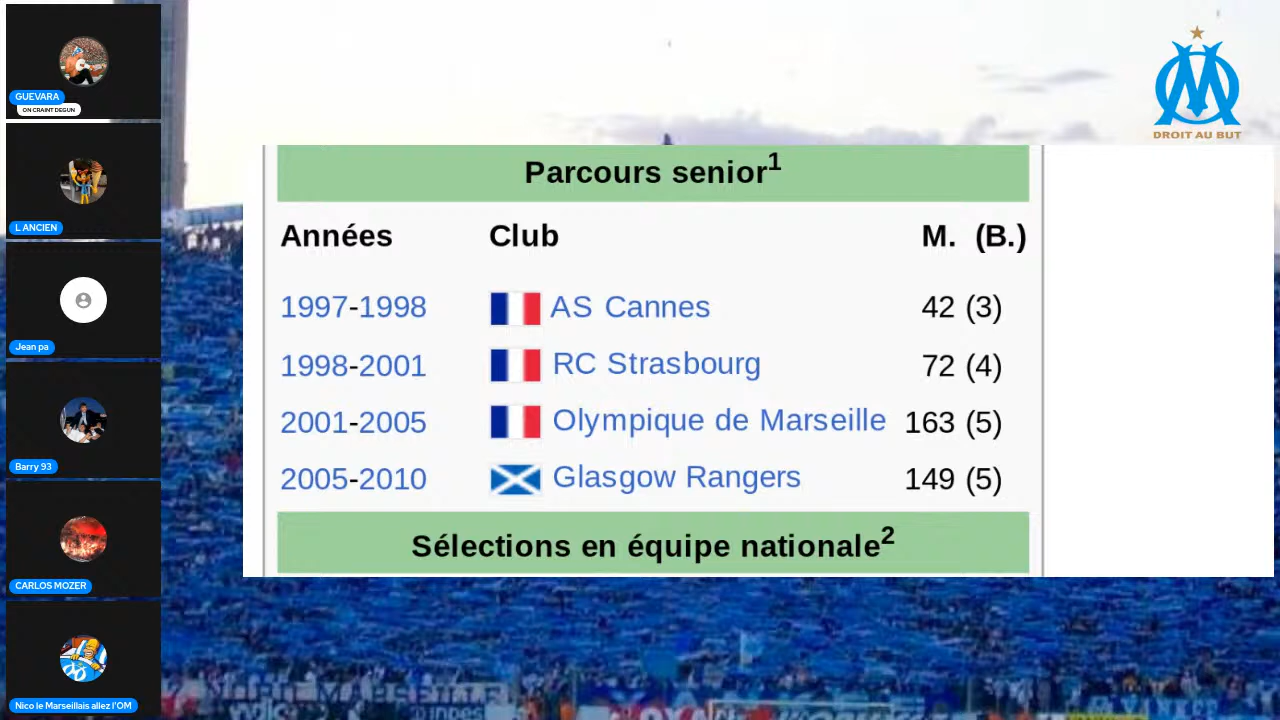 GUEVARA
ON CRAINT DEGUN
L ANCIEN
Jean pa
Barry 93
CARLOS MOZER
Nico le Marseillais allez l'OM
DROIT AU BUT
Parcours senior1
Années Club M. (B.)
1997-1998 AS Cannes 42 (3)
1998-2001 RC Strasbourg 72 (4)
2001-2005 Olympique de Marseille 163 (5)
2005-2010 Glasgow Rangers 149 (5)
Sélections en équipe nationale2
MARSEILLE